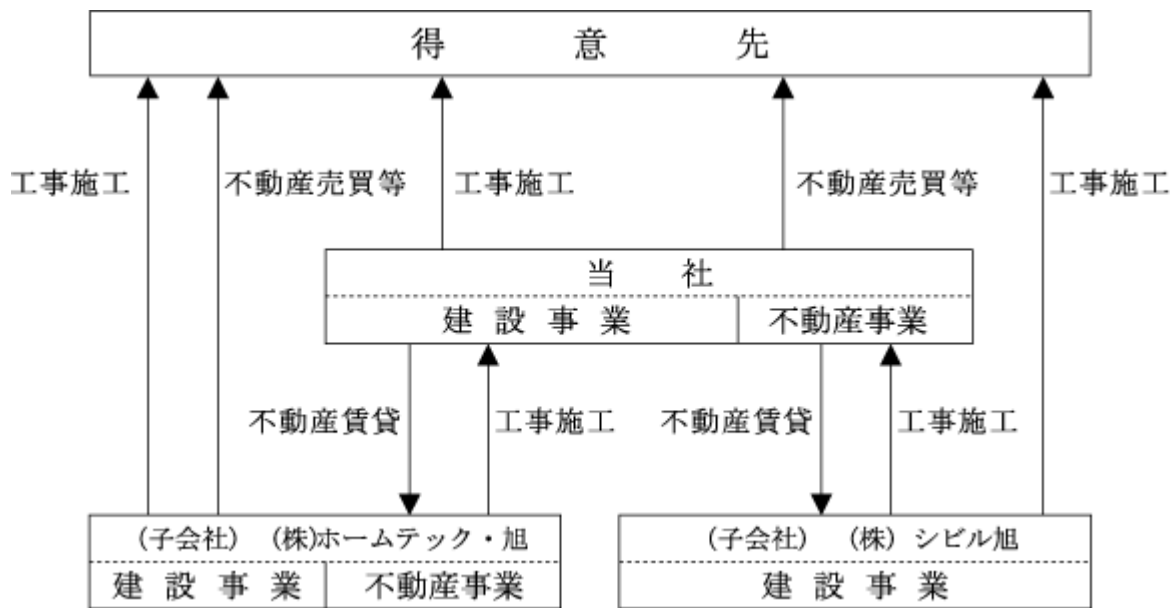 得意先
工事施工 不動産売買等 工事施工 不動産売買等 工事施工
当社
建設事業 不動産事業
不動産賃貸 工事施工 不動産賃貸 工事施工
(子会社) (株)ホームテック・旭 (子会社) (株)シビル旭
建設事業 不動産事業 建設事業